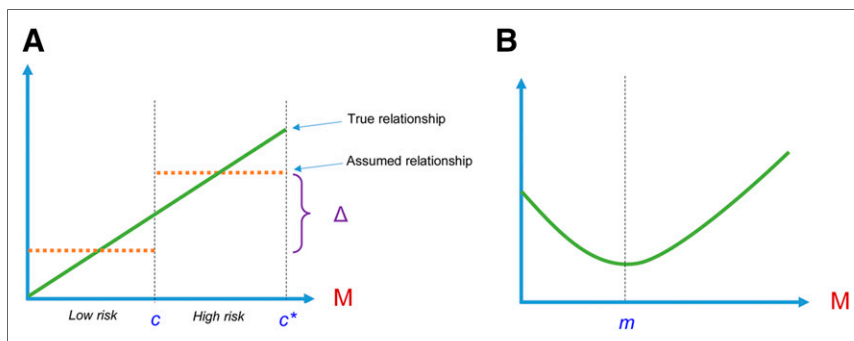 A
True relationship
Assumed relationship
Δ
M
Low risk
c
High risk
c*
B
M
m